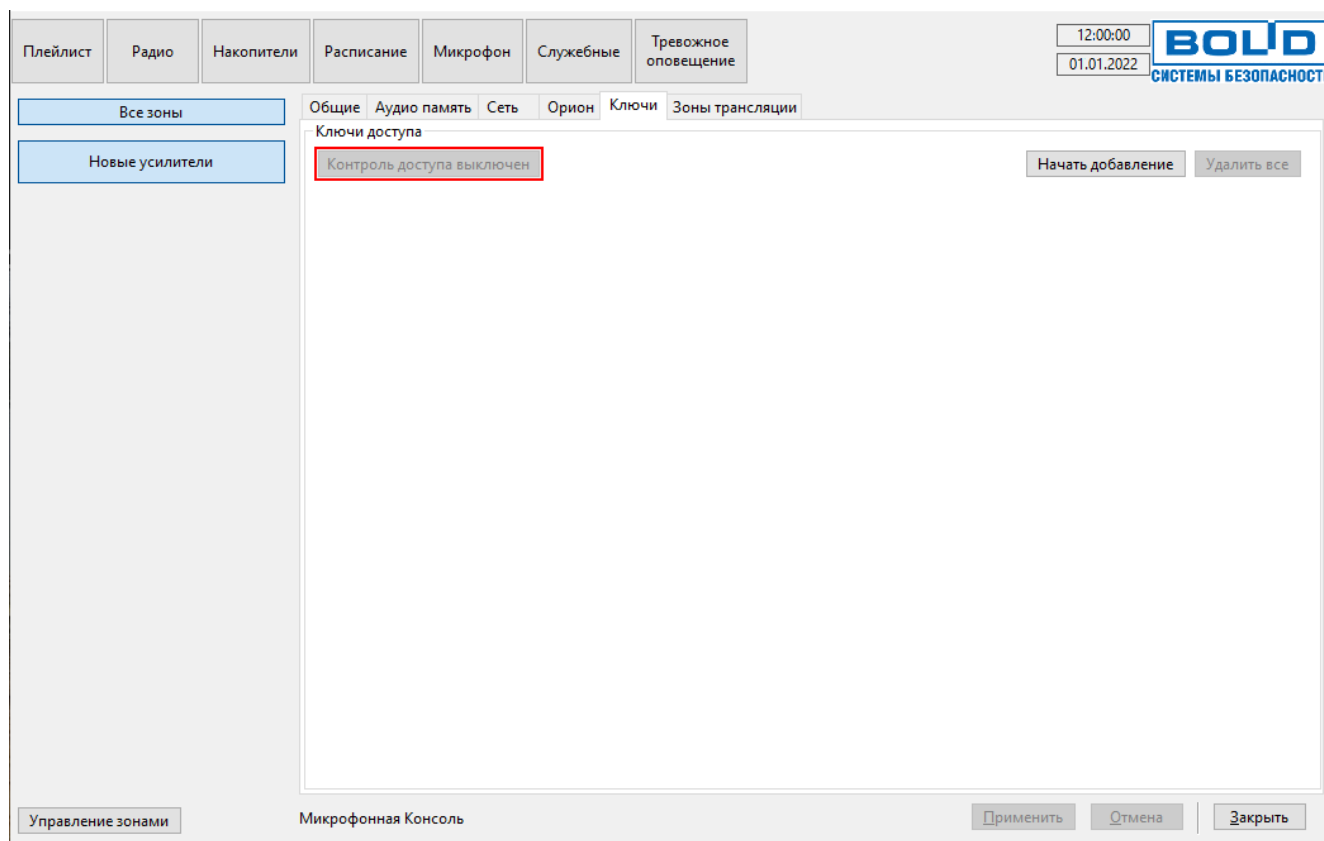 Плейлист
Радио
Накопители
Расписание
Микрофон
Служебные
Тревожное
оповещение
12:00:00
01.01.2022
BOLID
СИСТЕМЫ БЕЗОПАСНОСТ
Все зоны
Новые усилители
Общие
Аудио память
Сеть
Орион
Ключи
Зоны трансляции
Ключи доступа
Контроль доступа выключен
Начать добавление
Удалить все
Управление зонами
Микрофонная Консоль
Применить
Отмена
Закрыть